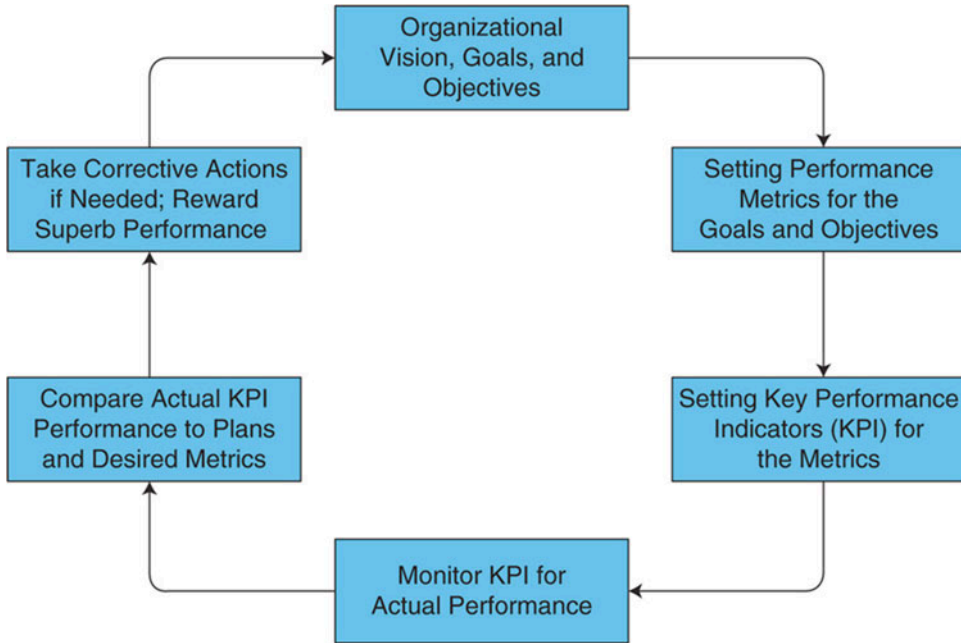 Organizational
Vision, Goals, and
Objectives
Setting Performance
Metrics for the
Goals and Objectives
Setting Key Performance
Indicators (KPI) for
the Metrics
Monitor KPI for
Actual Performance
Compare Actual KPI
Performance to Plans
and Desired Metrics
Take Corrective Actions
if Needed; Reward
Superb Performance